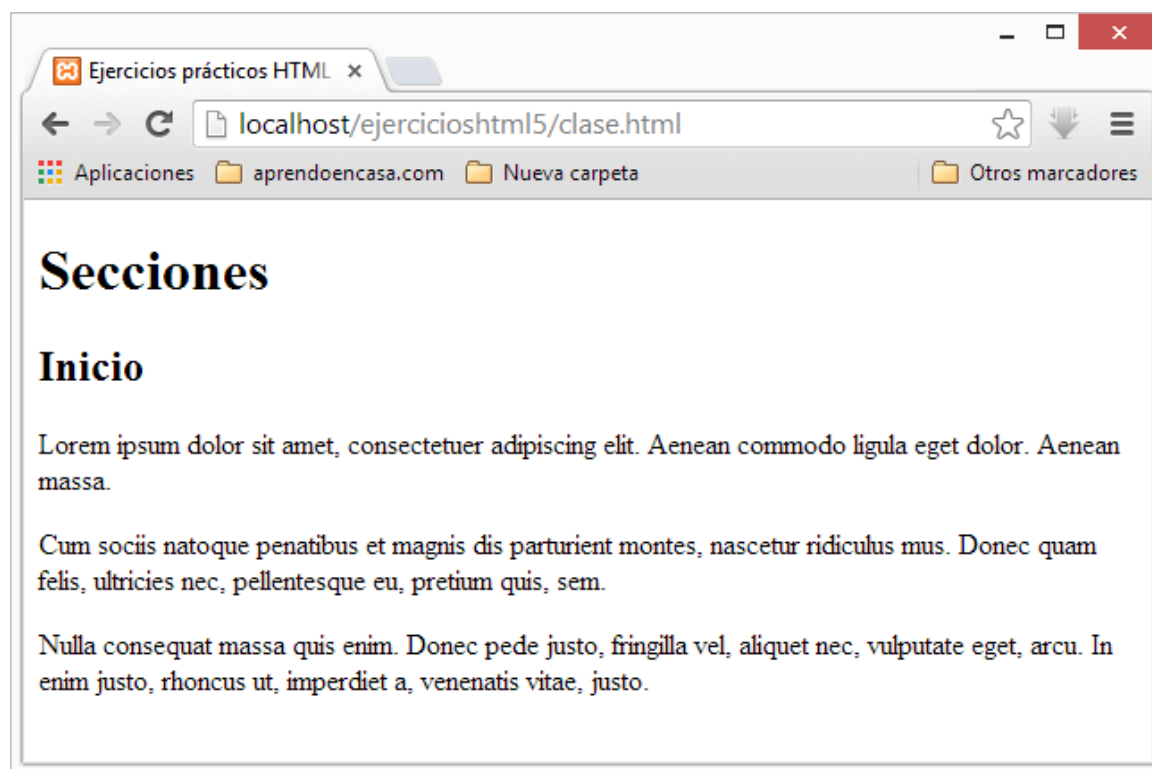 Ejercicios prácticos HTML
localhost/ejercicioshtml5/clase.html
Aplicaciones aprendoencasa.com Nueva carpeta Otros marcadores
Secciones
Inicio
Lorem ipsum dolor sit amet, consectetuer adipiscing elit. Aenean commodo ligula eget dolor. Aenean
massa.
Cum sociis natoque penatibus et magnis dis parturient montes, nascetur ridiculus mus. Donec quam
felis, ultricies nec, pellentesque eu, pretium quis, sem.
Nulla consequat massa quis enim. Donec pede justo, fringilla vel, aliquet nec, vulputate eget, arcu. In
enim justo, rhoncus ut, imperdiet a, venenatis vitae, justo.